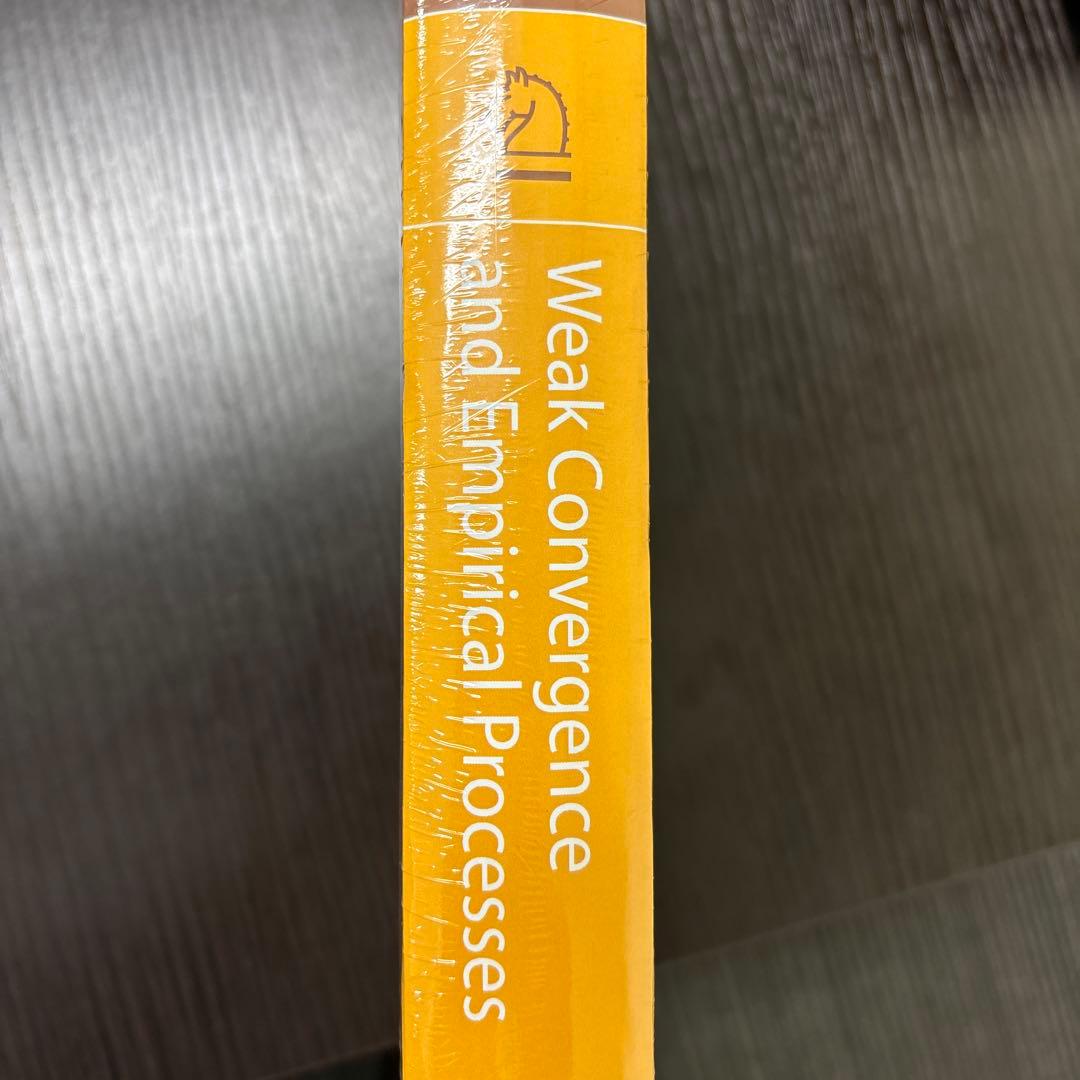 Weak Convergence
and Empirical Processes